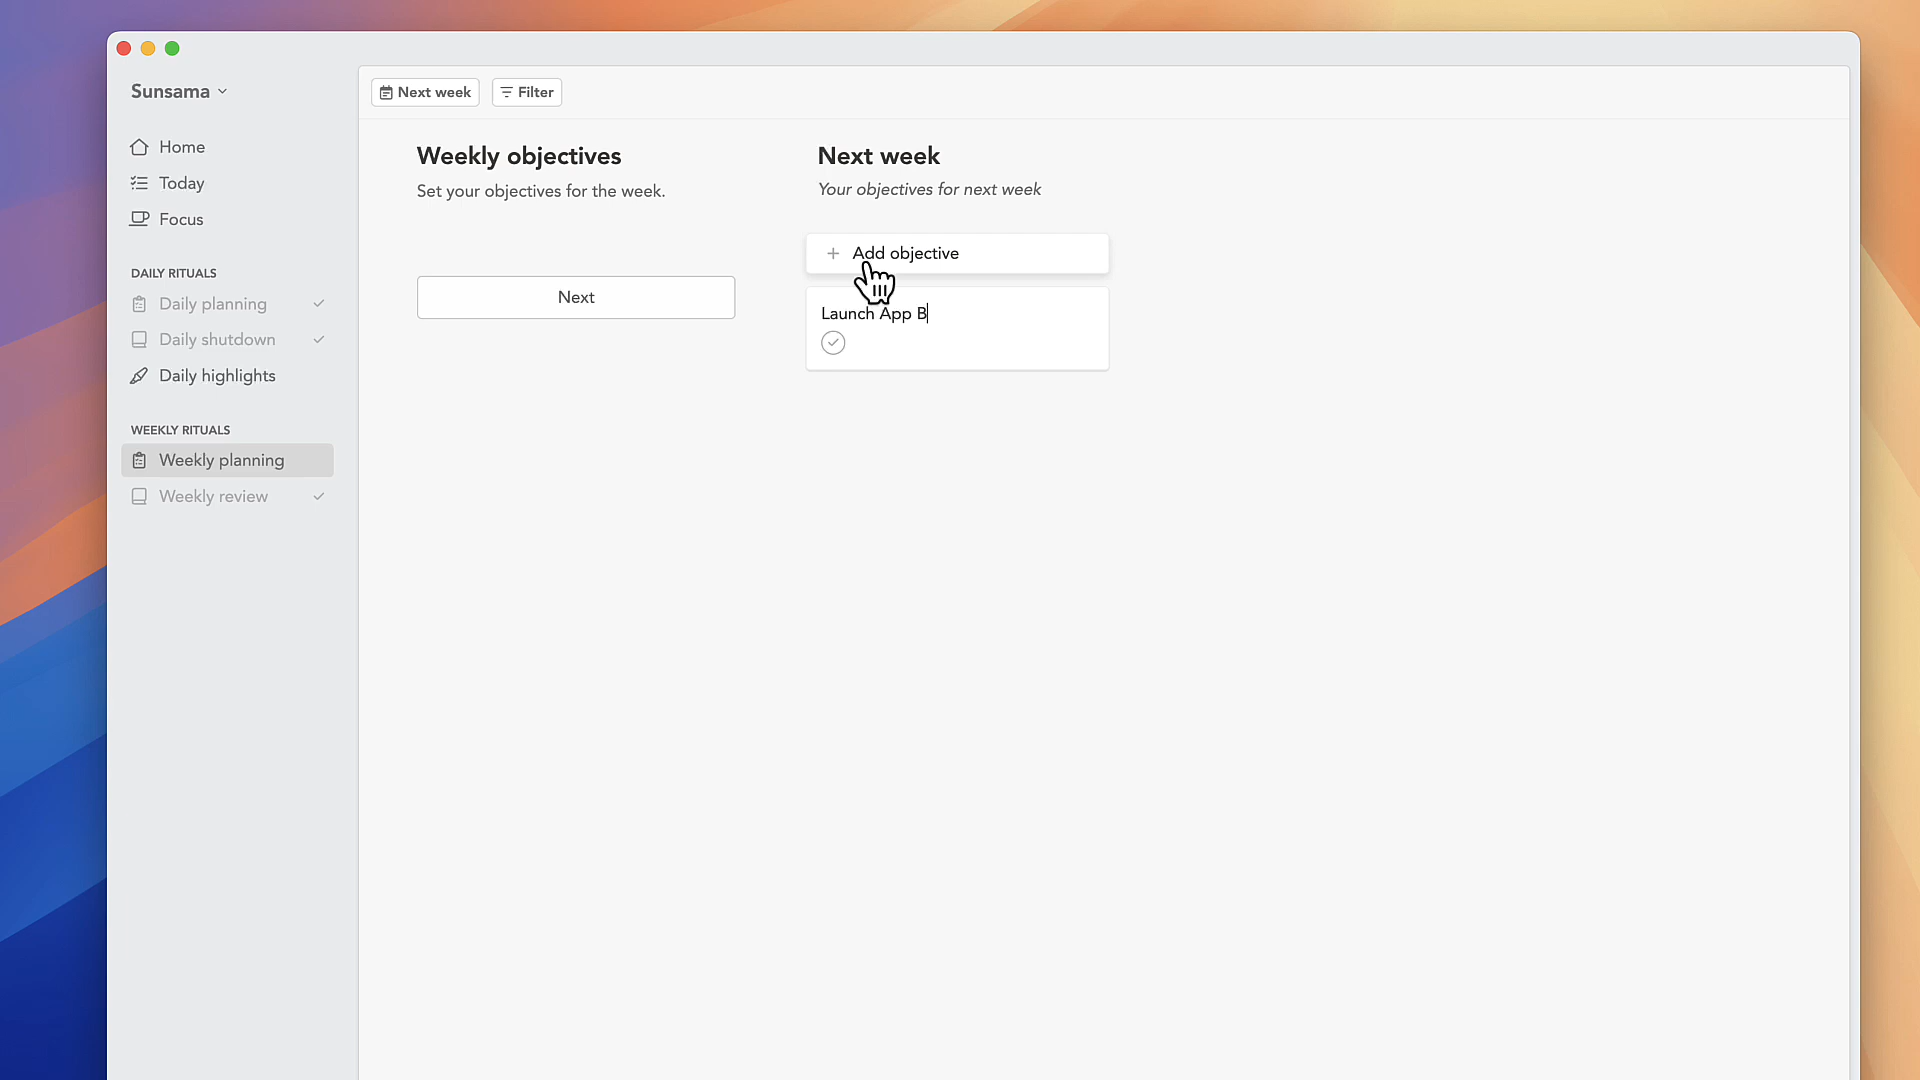 Sunsama
Home
Today
Focus
DAILY RITUALS
Daily planning
Daily shutdown
Daily highlights
WEEKLY RITUALS
Weekly planning
Weekly review
Next week
Filter
Weekly objectives
Set your objectives for the week.
Next
Next week
Your objectives for next week
Add objective
Launch App B